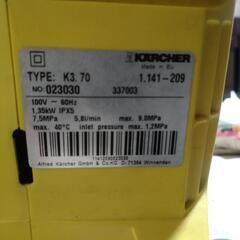 KÄRCHER
Made in EU
TYPE: K3.70 1.141-209
NO: 023030 337003
100V ~ 60Hz
1,35kW IPX5
7,5MPa 5,8l/min max. 9,0MPa
max. 40°C inlet pressure max. 1,2MPa
Alfred Kärcher GmbH & Co.KG D-71364 Winnenden